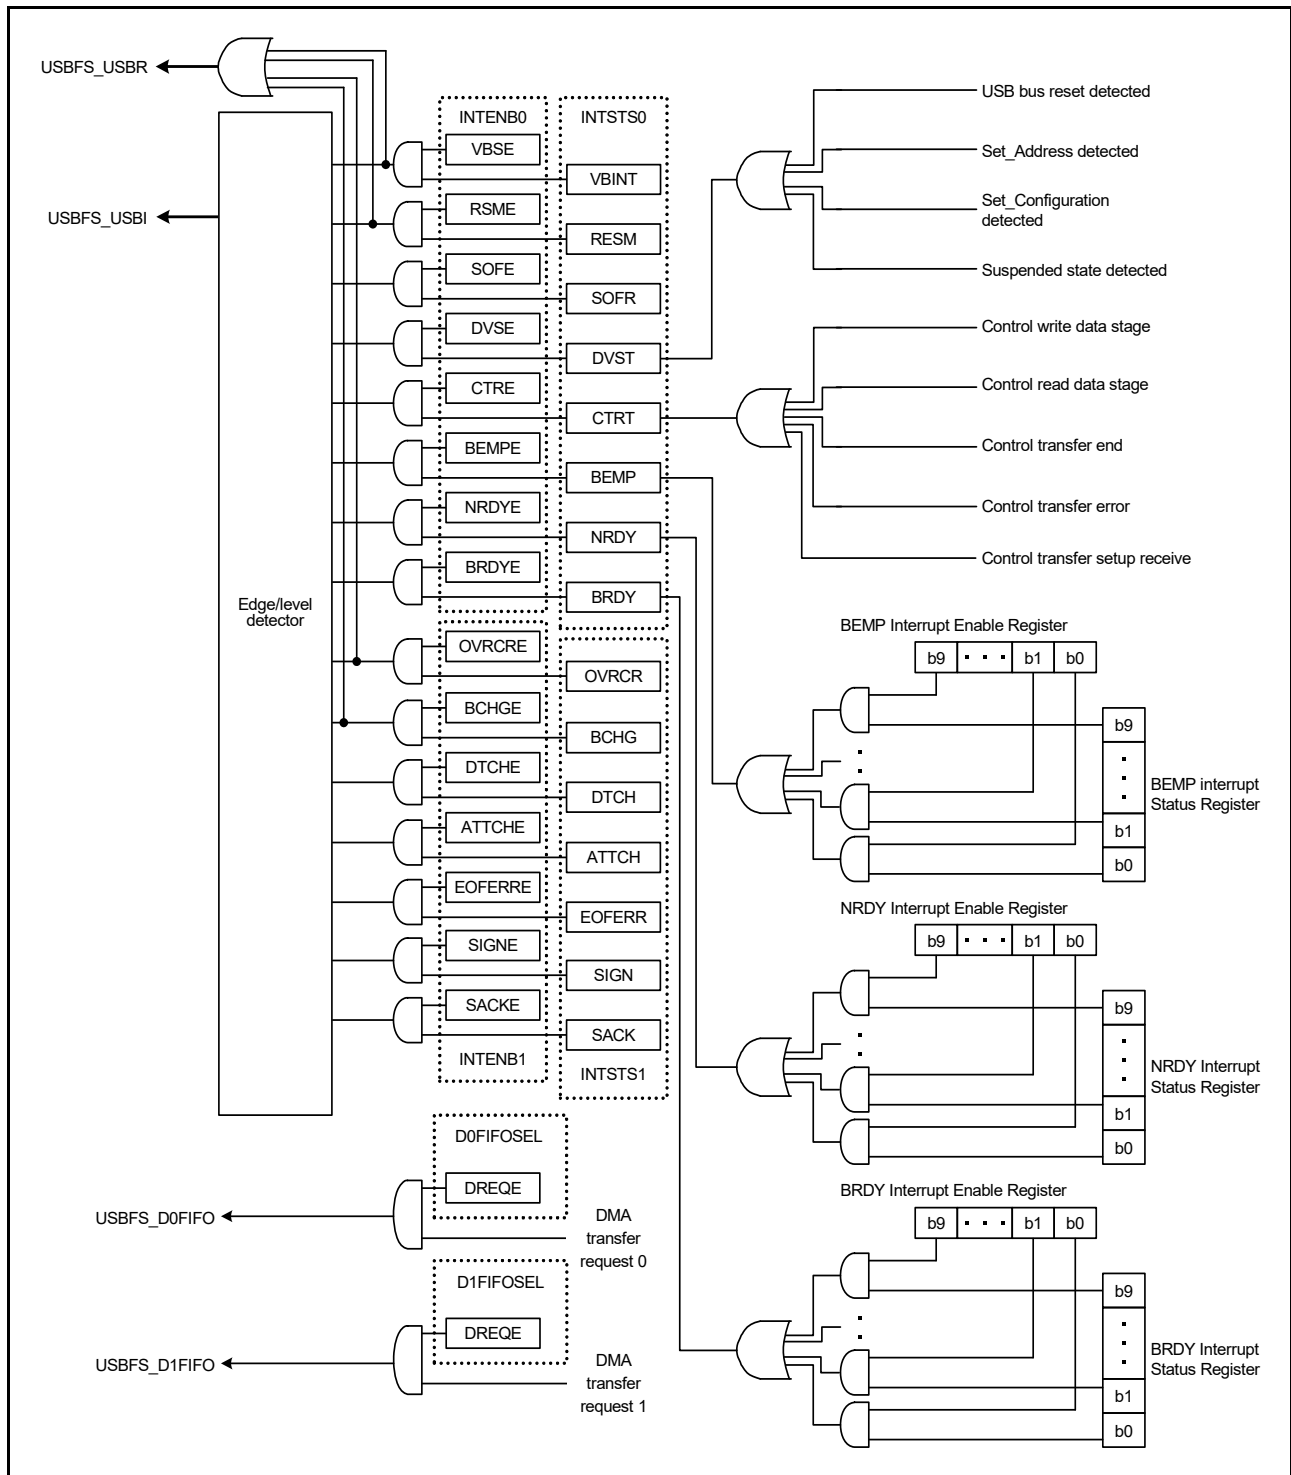 USBFS_USBR
USBFS_USBI
Edge/level
detector
INTENB0
VBSE
RSME
SOFE
DVSE
CTRE
BEMPE
NRDYE
BRDYE
INTSTS0
VBINT
RESM
SOFR
DVST
CTRT
BEMP
NRDY
BRDY
OVRCRE
BCHGE
DTCHE
ATTCHE
EOFERRE
SIGNE
SACKE
INTENB1
OVRCR
BCHG
DTCH
ATTCH
EOFERR
SIGN
SACK
INTSTS1
USB bus reset detected
Set_Address detected
Set_Configuration
detected
Suspended state detected
Control write data stage
Control read data stage
Control transfer end
Control transfer error
Control transfer setup receive
BEMP Interrupt Enable Register
b9 · · · b1 b0
b9
b1
b0
BEMP interrupt
Status Register
NRDY Interrupt Enable Register
b9 · · · b1 b0
b9
b1
b0
NRDY Interrupt
Status Register
BRDY Interrupt Enable Register
b9 · · · b1 b0
b9
b1
b0
BRDY Interrupt
Status Register
D0FIFOSEL
DREQE
USBFS_D0FIFO
DMA
transfer
request 0
D1FIFOSEL
DREQE
USBFS_D1FIFO
DMA
transfer
request 1